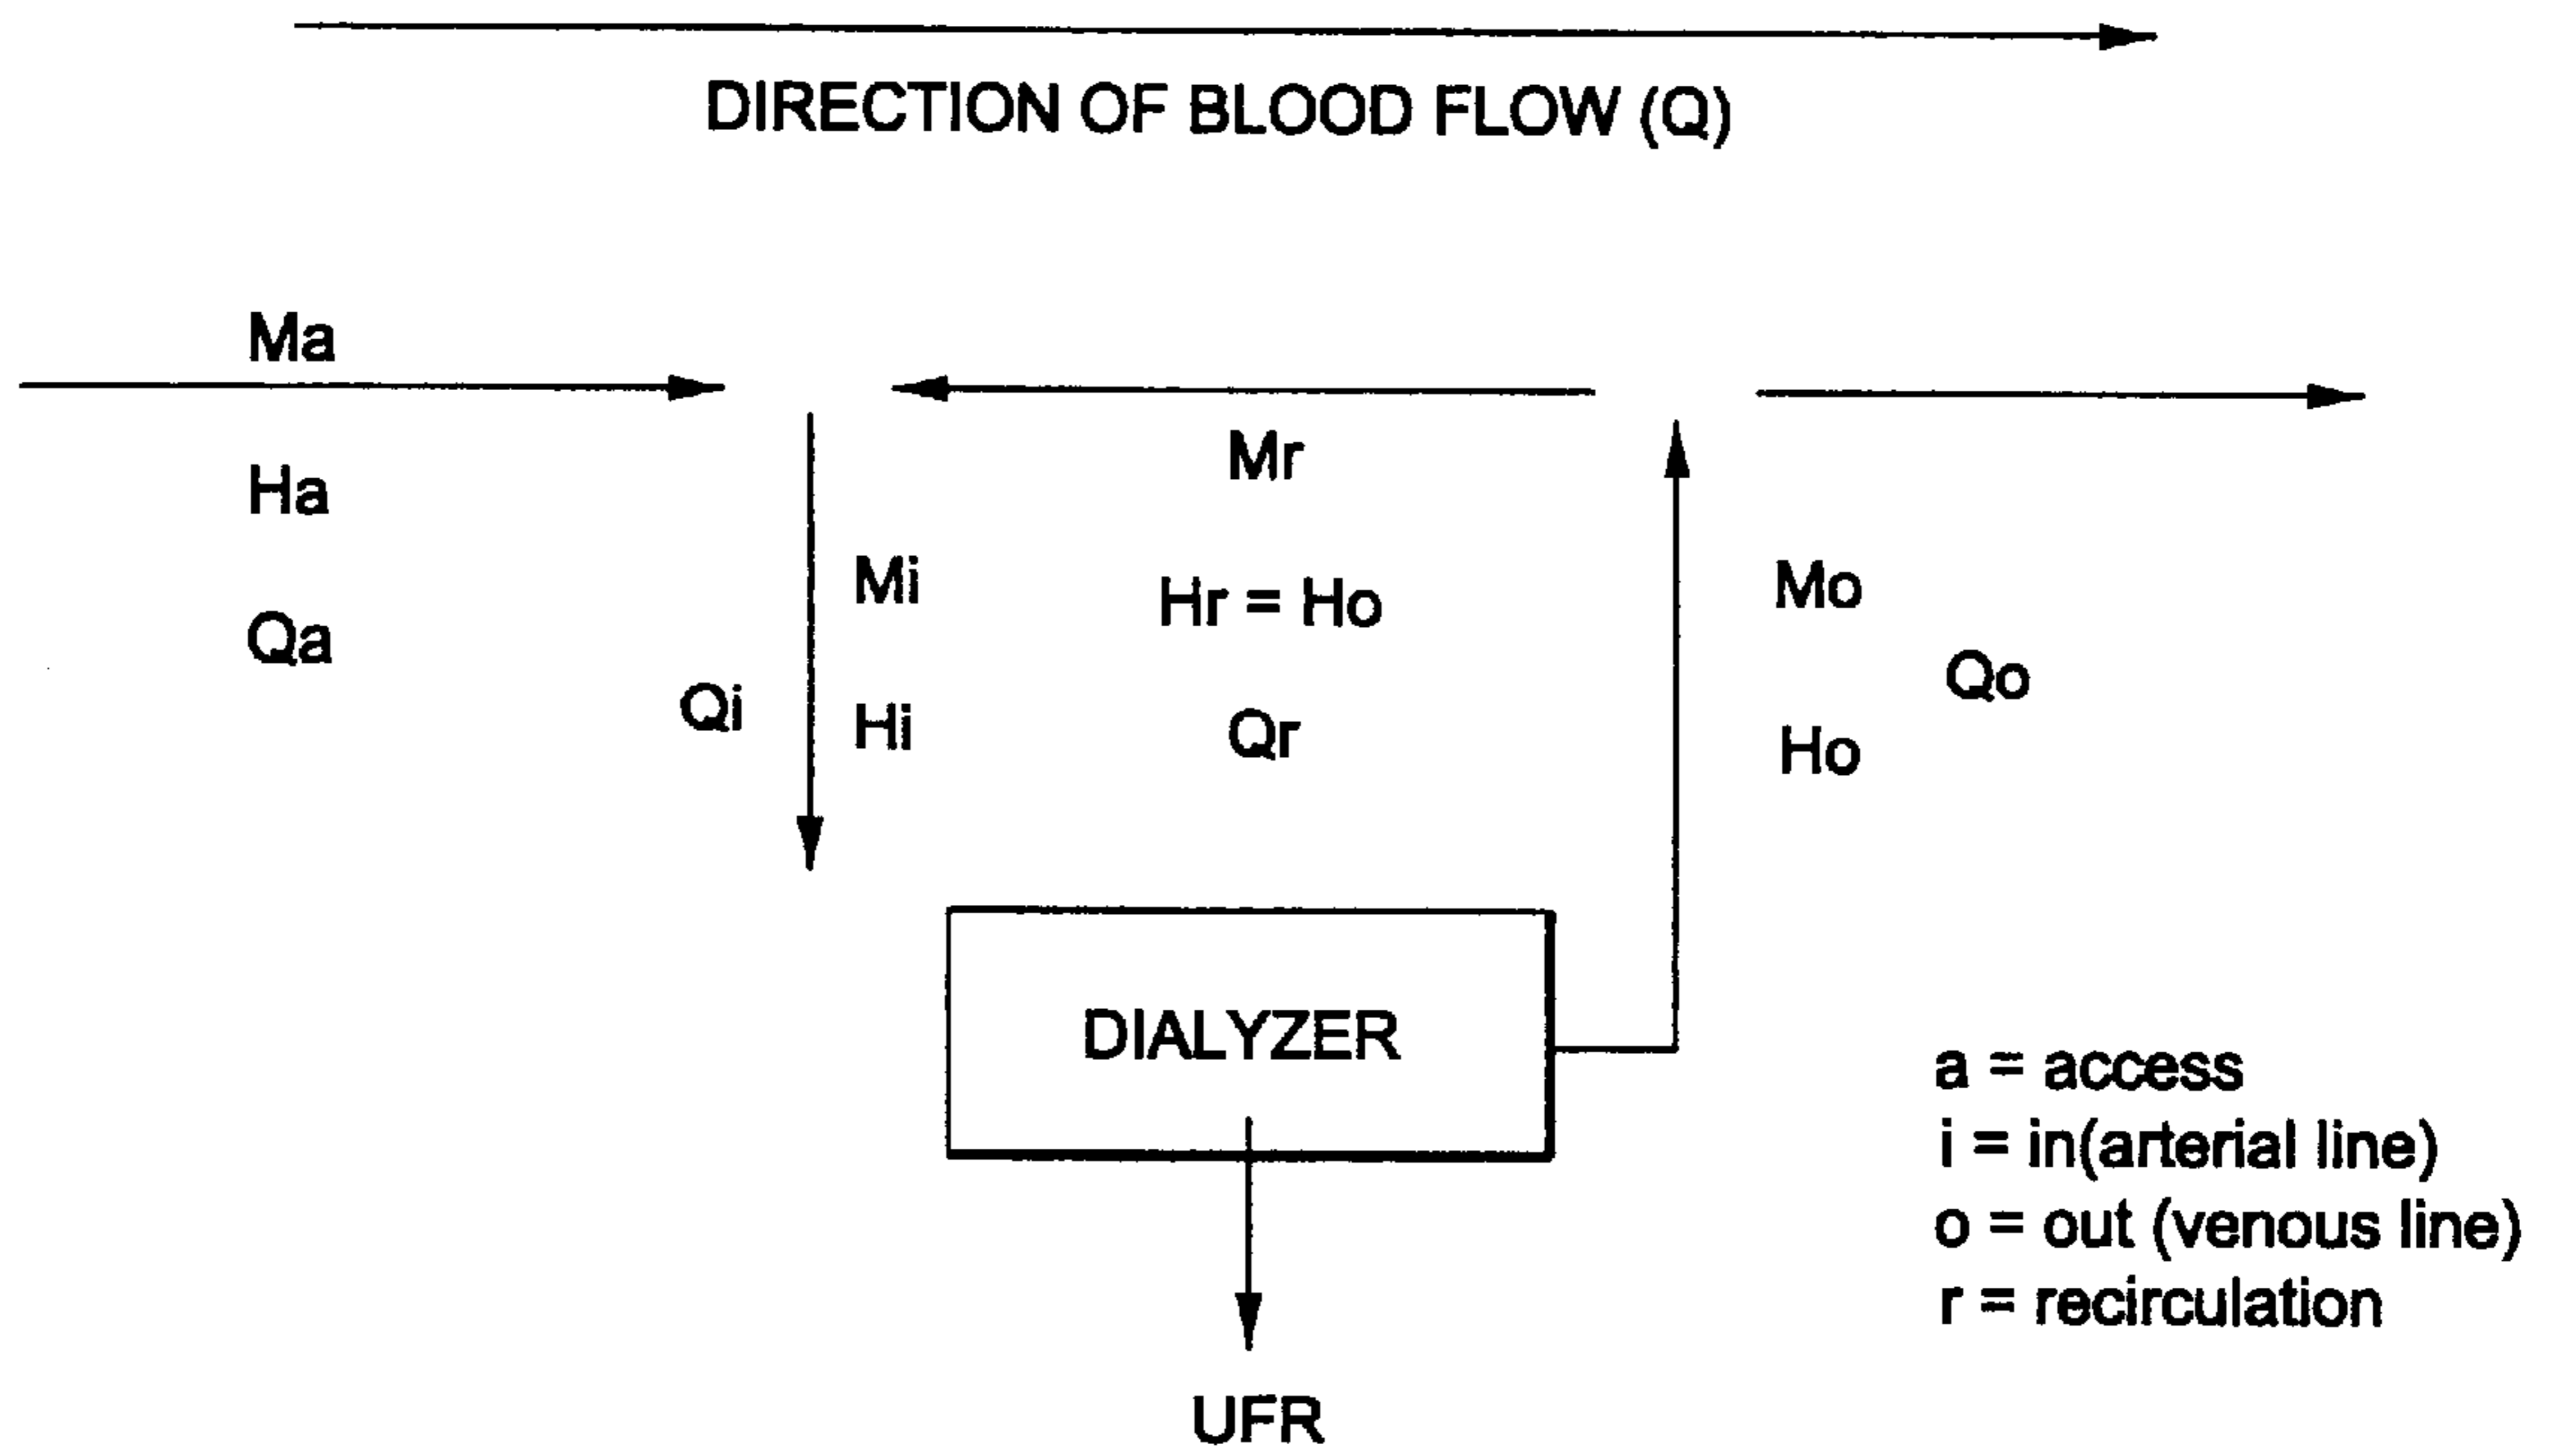 DIRECTION OF BLOOD FLOW (Q)
Ma
Ha
Qa
Qi
Mi
Hi
Mr
Hr = Ho
Qr
Mo
Qo
Ho
DIALYZER
UFR
a = access
i = in(arterial line)
o = out (venous line)
r = recirculation